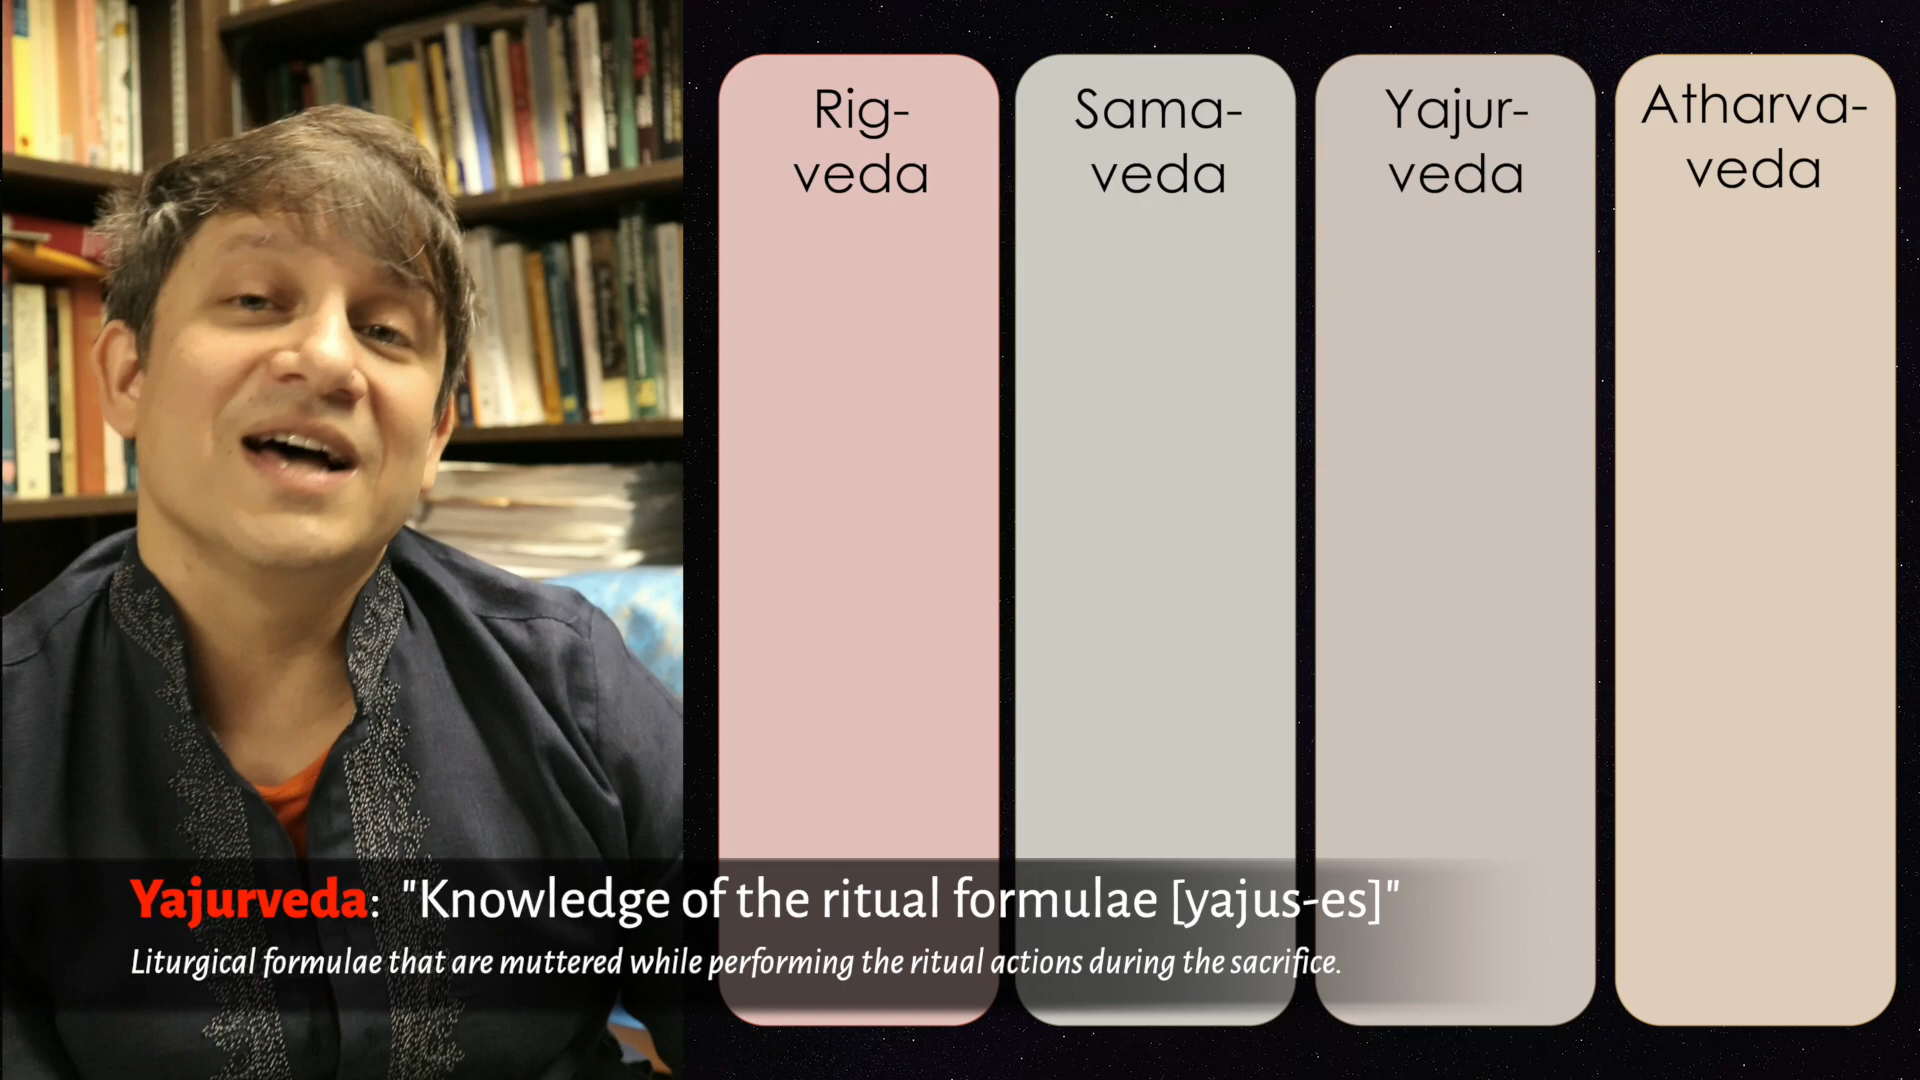 Rig-
veda
Sama-
veda
Yajur-
veda
Atharva-
veda
Yajurveda: "Knowledge of the ritual formulae [yajus-es]"
Liturgical formulae that are muttered while performing the ritual actions during the sacrifice.